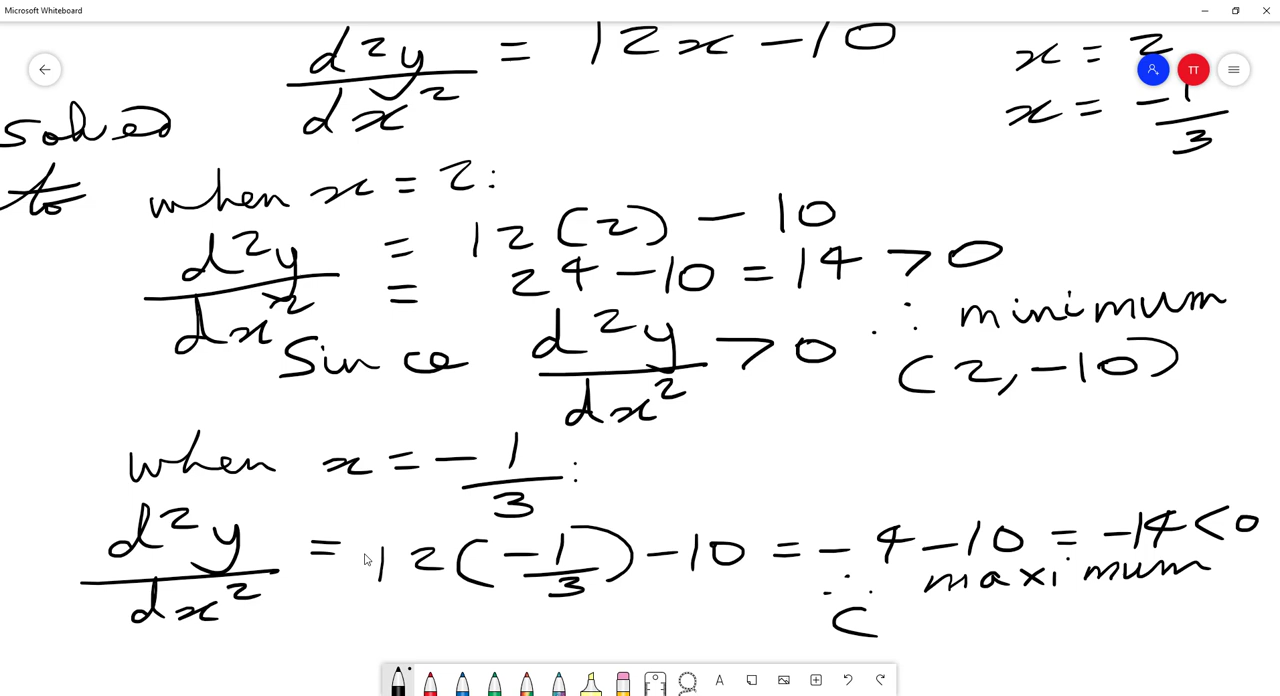 Microsoft Whiteboard
d²y/dx² = 12x - 10
x = 2
TT
x = -1/3
solved
to
when x = 2:
d²y/dx² = 12(2) - 10
= 24 - 10 = 14 > 0
Since d²y/dx² > 0 ∴ minimum
(2, -10)
when x = -1/3:
d²y/dx² = 12(-1/3) - 10 = -4 - 10 = -14 < 0
∴ maximum
(
A